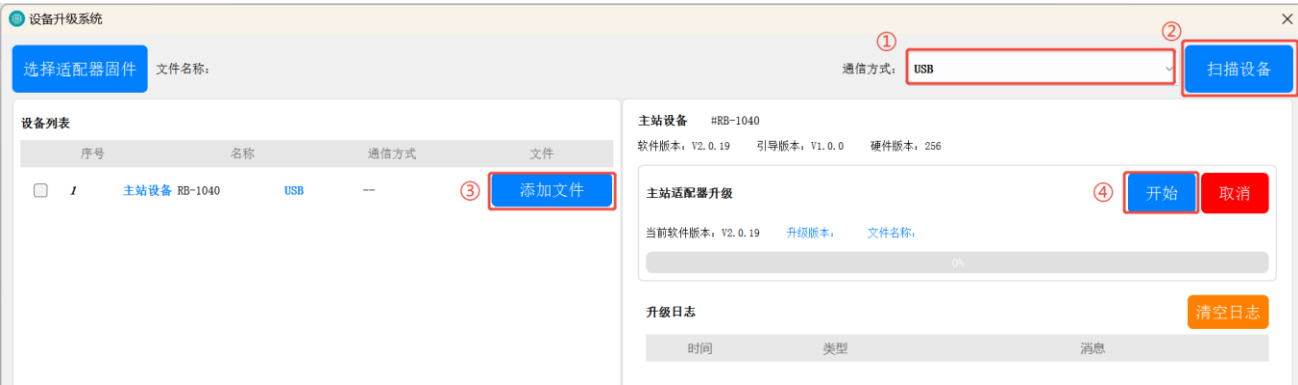 设备升级系统
① ②
选择适配器固件 文件名称: 通信方式: USB 扫描设备
设备列表
序号 名称 通信方式 文件
1 主站设备 RB-1040 USB -- ③ 添加文件
主站设备 #RB-1040
软件版本: V2.0.19 引导版本: V1.0.0 硬件版本: 256
主站适配器升级 ④ 开始 取消
当前软件版本: V2.0.19 升级版本: 文件名称:
0%
升级日志 清空日志
时间 类型 消息